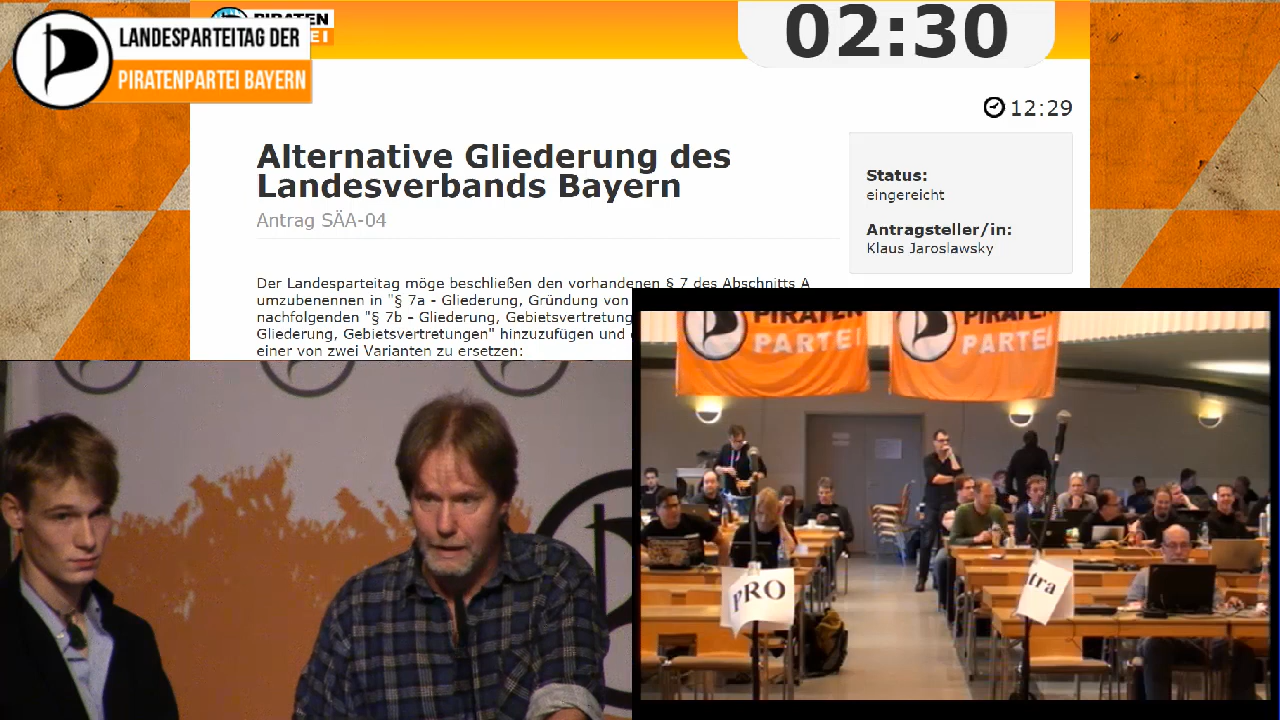 PIRATEN
LANDESPARTEITAG DER
PIRATENPARTEI BAYERN
02:30
12:29
Alternative Gliederung des
Landesverbands Bayern
Antrag SÄA-04
Status:
eingereicht
Antragsteller/in:
Klaus Jaroslawsky
Der Landesparteitag möge beschließen den vorhandenen § 7 des Abschnitts A
umzubenennen in "§ 7a - Gliederung, Gründung von
nachfolgenden "§ 7b - Gliederung, Gebietsvertretung
Gliederung, Gebietsvertretungen" hinzuzufügen und
einer von zwei Varianten zu ersetzen:
PIRATEN
PARTEI
PIRATEN
PARTEI
PRO
tra